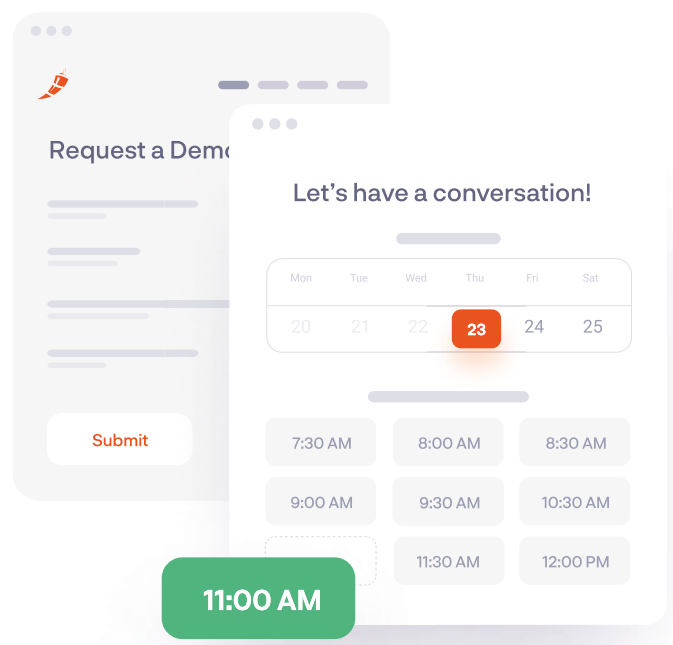 Request a Demo
Submit
Let's have a conversation!
Mon Tue Wed Thu Fri Sat
20 21 22 23 24 25
7:30 AM 8:00 AM 8:30 AM
9:00 AM 9:30 AM 10:30 AM
11:30 AM 12:00 PM
11:00 AM